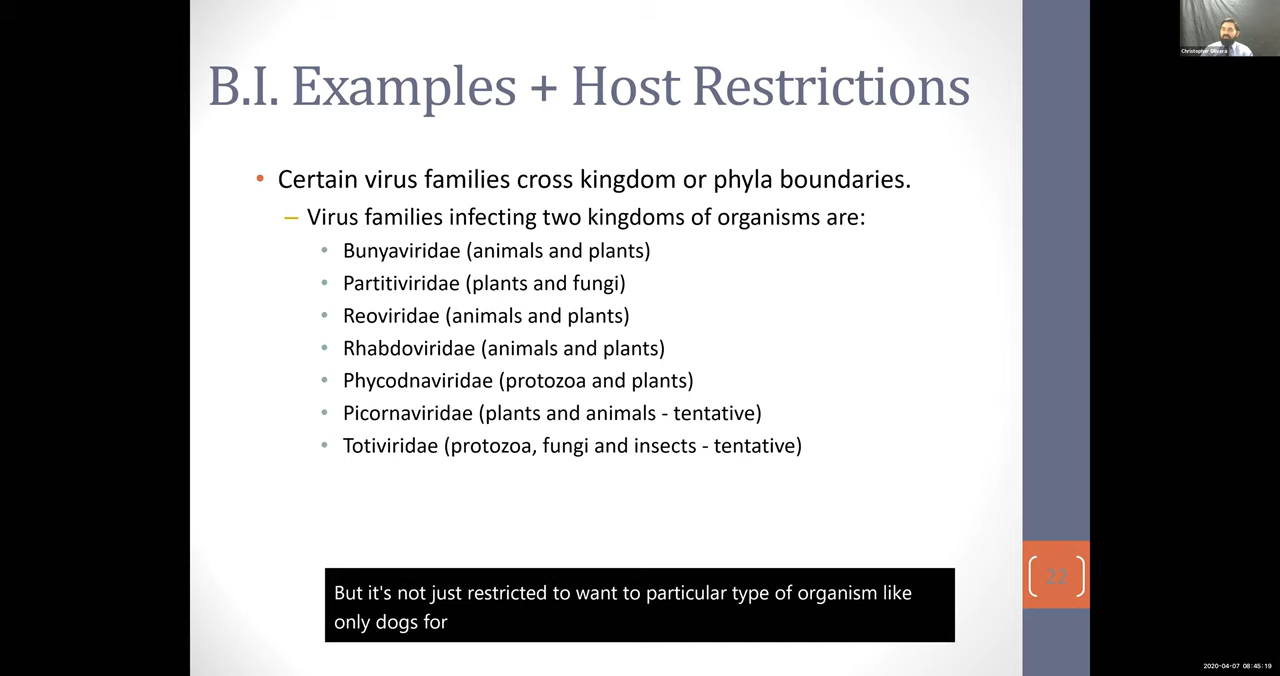 Christopher Olivera
B.I. Examples + Host Restrictions
• Certain virus families cross kingdom or phyla boundaries.
– Virus families infecting two kingdoms of organisms are:
• Bunyaviridae (animals and plants)
• Partitiviridae (plants and fungi)
• Reoviridae (animals and plants)
• Rhabdoviridae (animals and plants)
• Phycodnaviridae (protozoa and plants)
• Picornaviridae (plants and animals - tentative)
• Totiviridae (protozoa, fungi and insects - tentative)
22
But it's not just restricted to want to particular type of organism like
only dogs for
2020-04-07 08:45:19